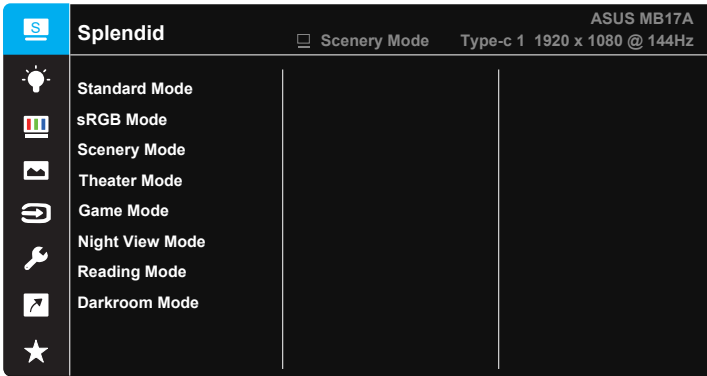 S
Splendid
ASUS MB17A
Scenery Mode Type-c 1 1920 x 1080 @ 144Hz
Standard Mode
sRGB Mode
Scenery Mode
Theater Mode
Game Mode
Night View Mode
Reading Mode
Darkroom Mode